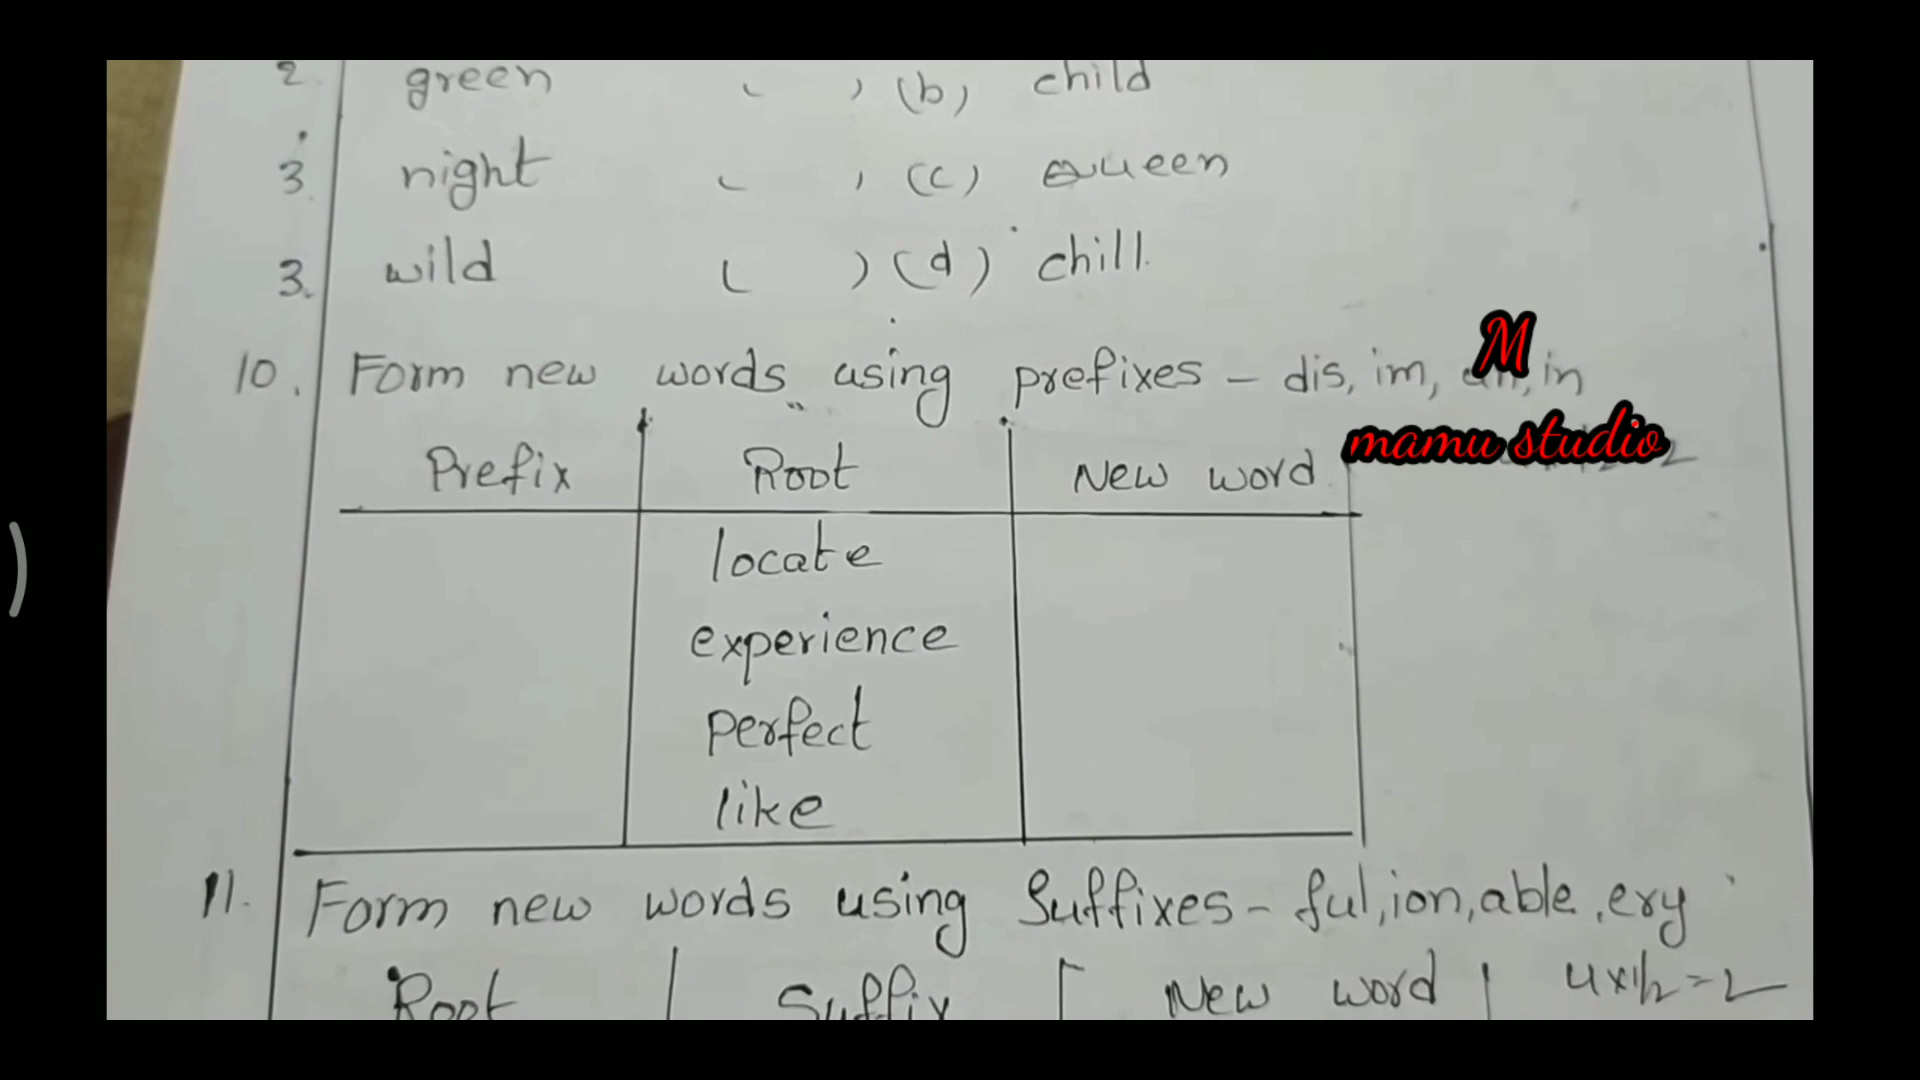 2 green ( ) (b) child
3. night ( ) (c) Queen
3. wild ( ) (d) chill.
10. Form new words using prefixes - dis, im, in
M
mamu studio
Prefix Root New word
locate
experience
perfect
like
11. Form new words using Suffixes - ful, ion, able, ery
Root Suffix New word 4x1/2=2